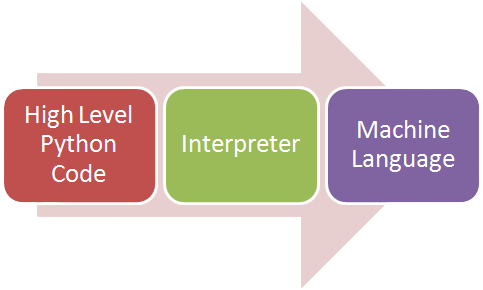 High Level
Python
Code
Interpreter
Machine
Language